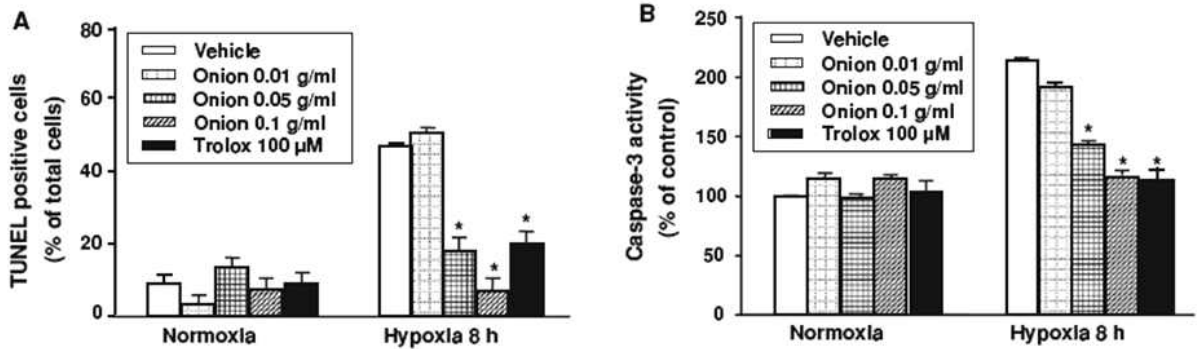 A
TUNEL positive cells
(% of total cells)
80
60
40
20
0
Vehicle
Onion 0.01 g/ml
Onion 0.05 g/ml
Onion 0.1 g/ml
Trolox 100 µM
*
*
*
Normoxia
Hypoxia 8 h
B
Caspase-3 activity
(% of control)
250
200
150
100
50
0
Vehicle
Onion 0.01 g/ml
Onion 0.05 g/ml
Onion 0.1 g/ml
Trolox 100 µM
*
*
*
Normoxia
Hypoxia 8 h